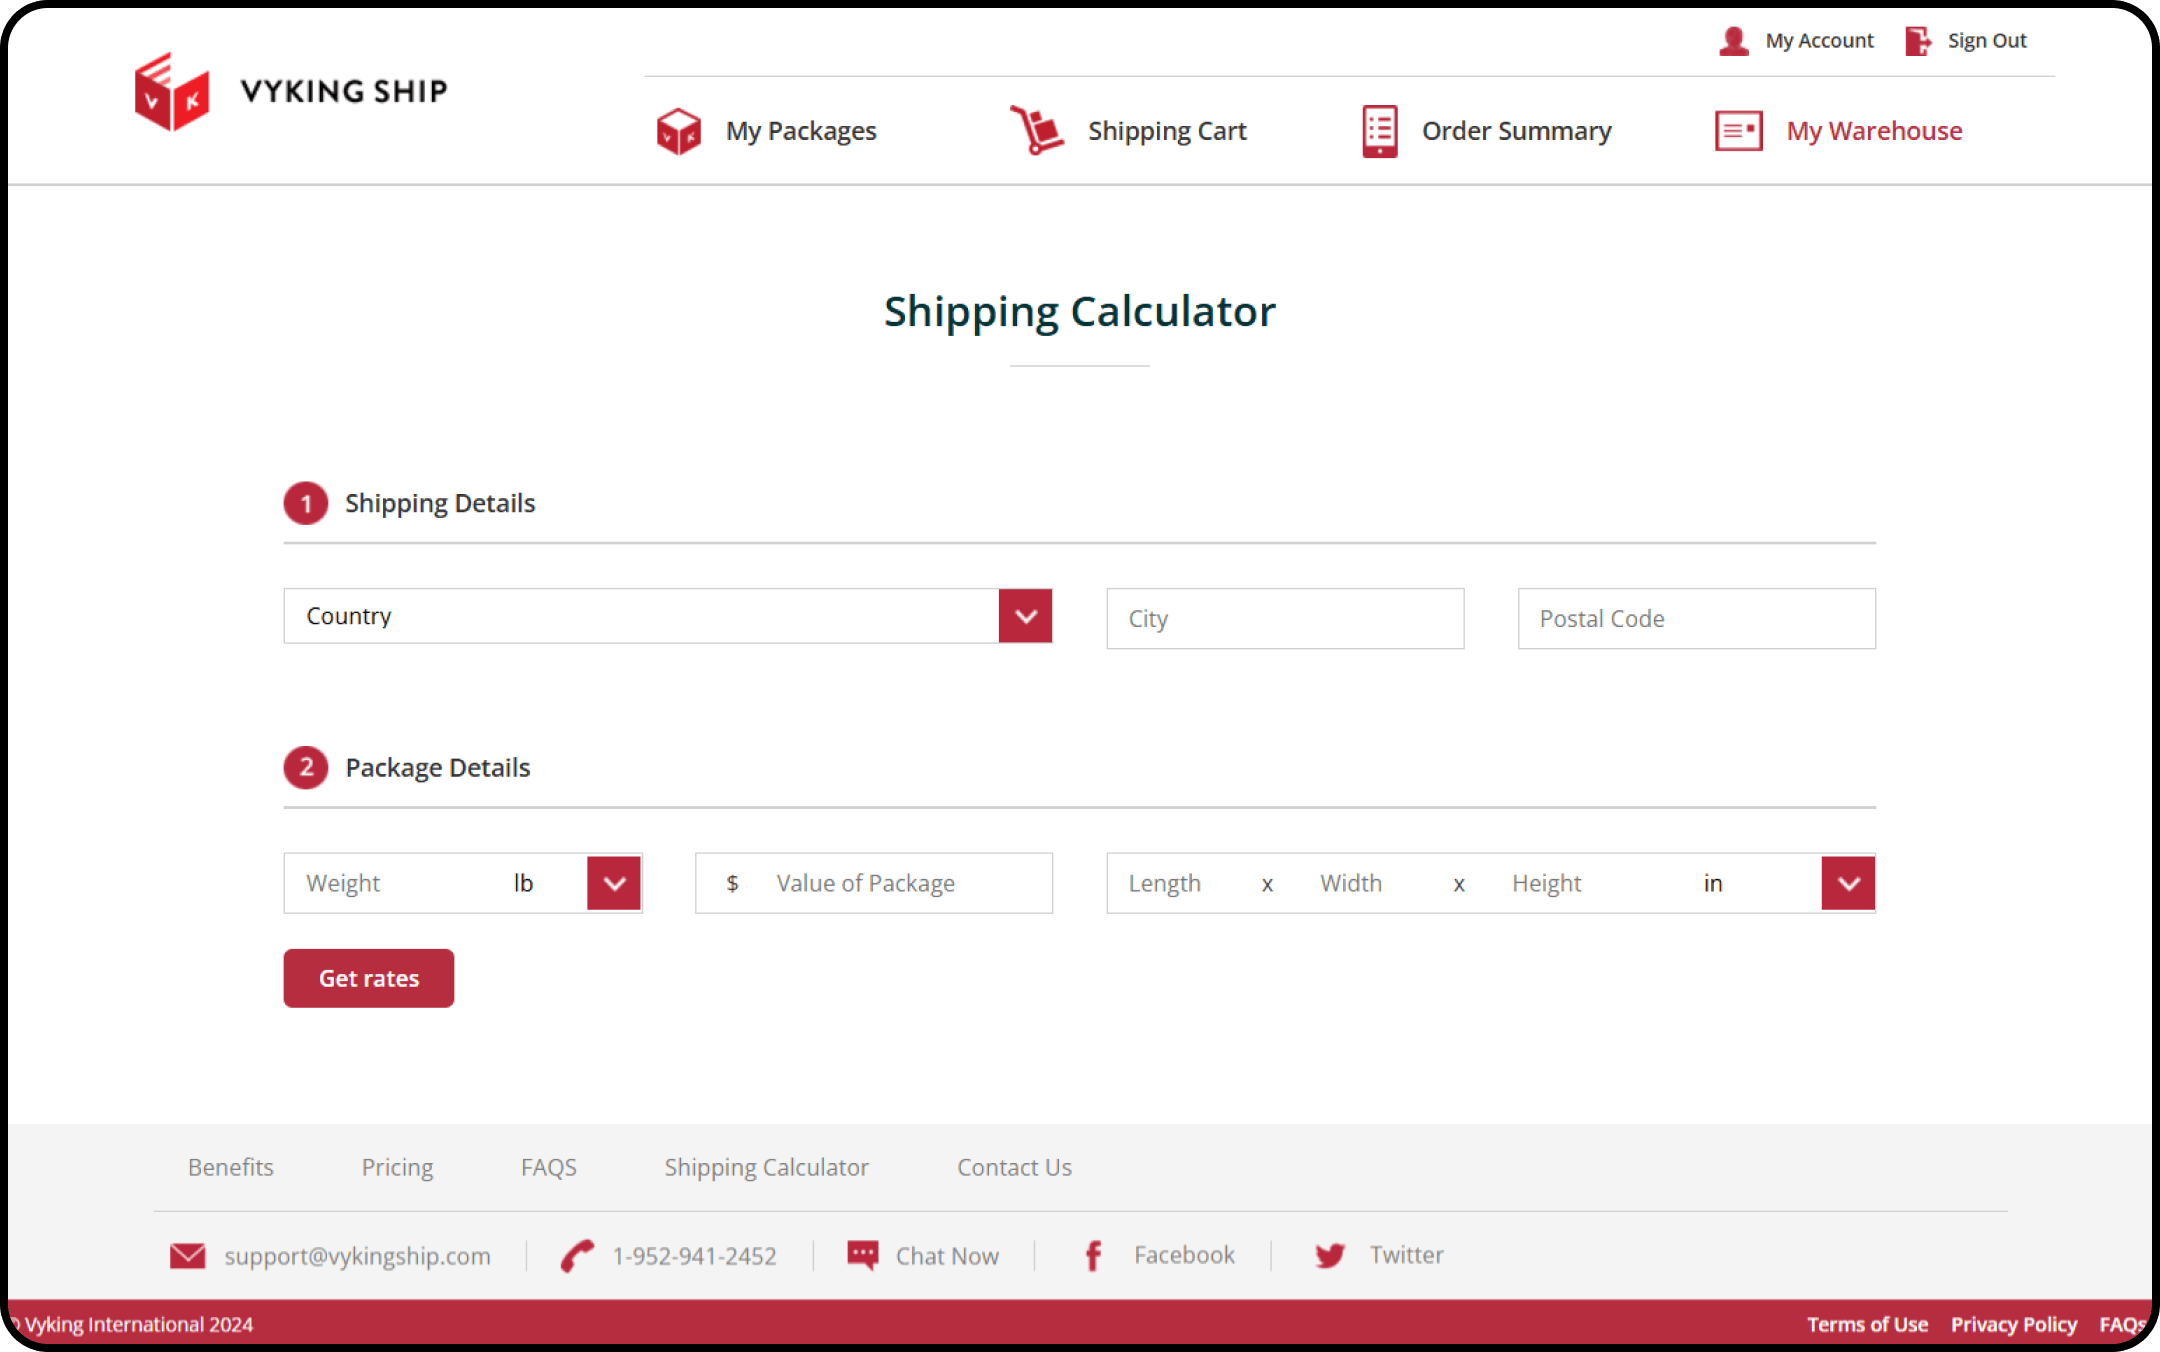 My Account Sign Out
V K VYKING SHIP
V K My Packages Shipping Cart Order Summary My Warehouse
Shipping Calculator
1 Shipping Details
Country City Postal Code
2 Package Details
Weight lb $ Value of Package Length x Width x Height in
Get rates
Benefits Pricing FAQS Shipping Calculator Contact Us
support@vykingship.com 1-952-941-2452 Chat Now Facebook Twitter
© Vyking International 2024 Terms of Use Privacy Policy FAQs